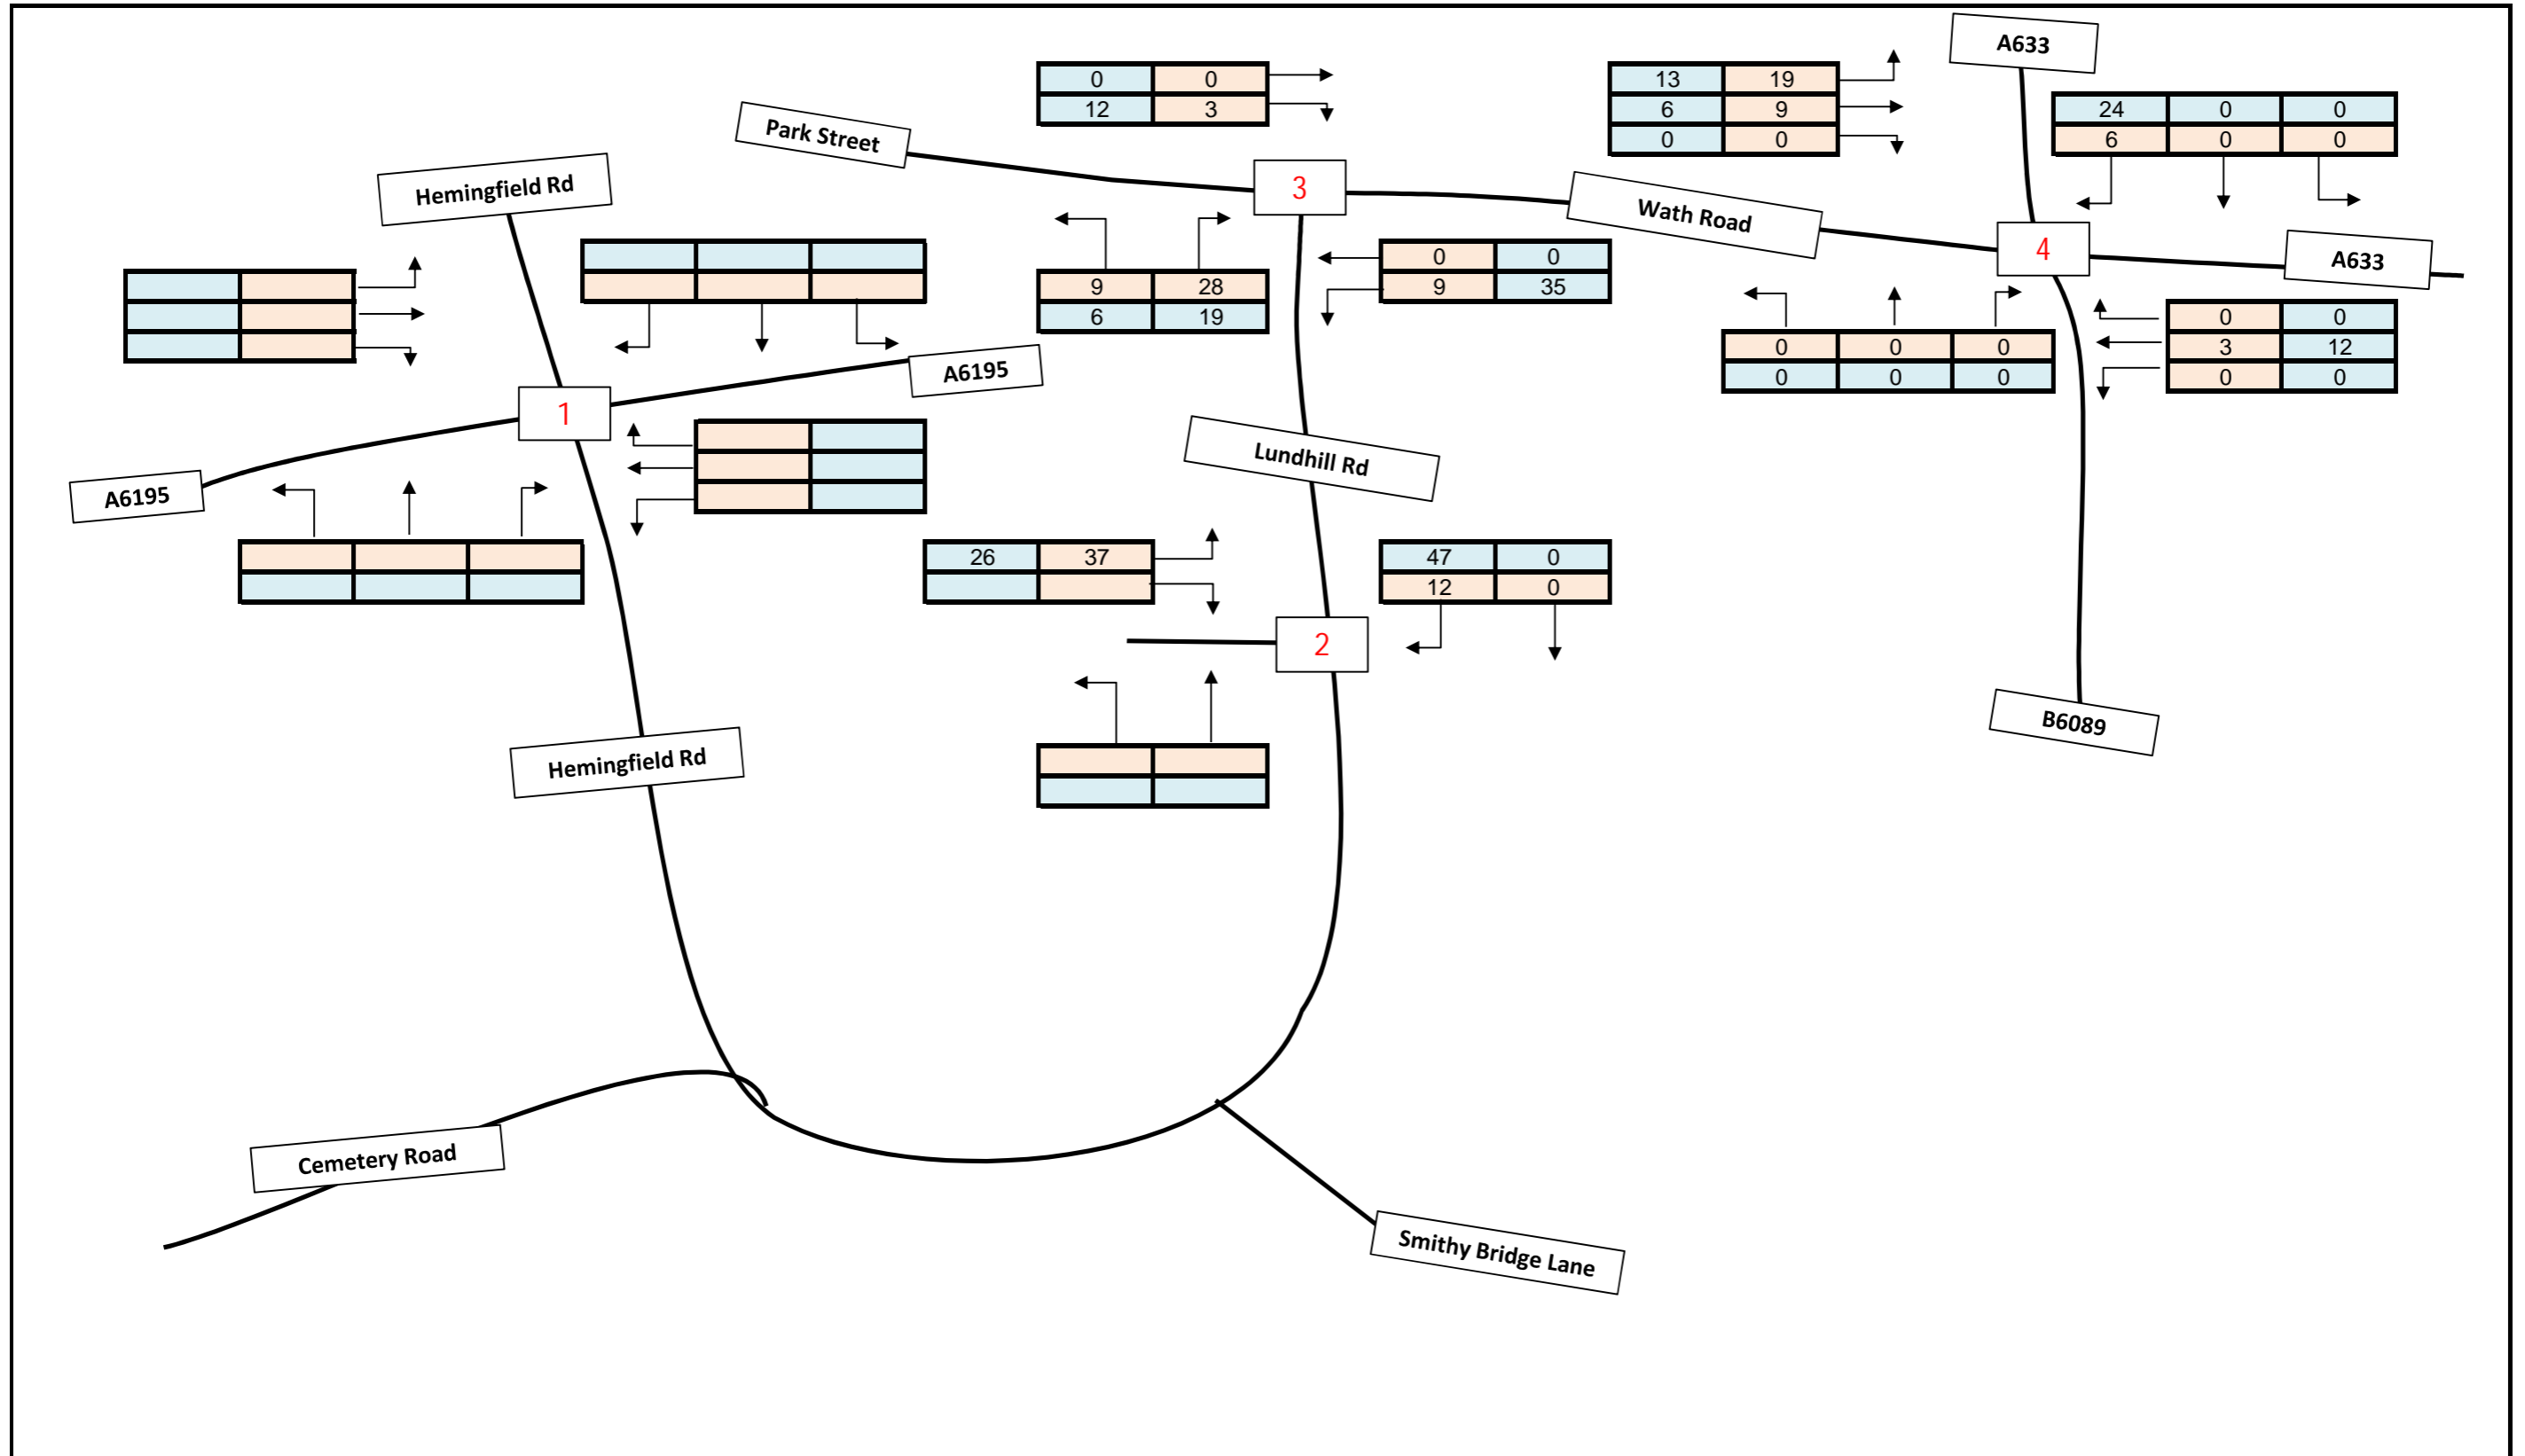 A633
0 0
12 3
13 19
6 9
0 0
24 0 0
6 0 0
Park Street
Hemingfield Rd
3
Wath Road
4
A633
9 28
6 19
0 0
9 35
0 0 0
0 0 0
0 0
3 12
0 0
A6195
1
A6195
Lundhill Rd
26 37
47 0
12 0
2
B6089
Hemingfield Rd
Cemetery Road
Smithy Bridge Lane